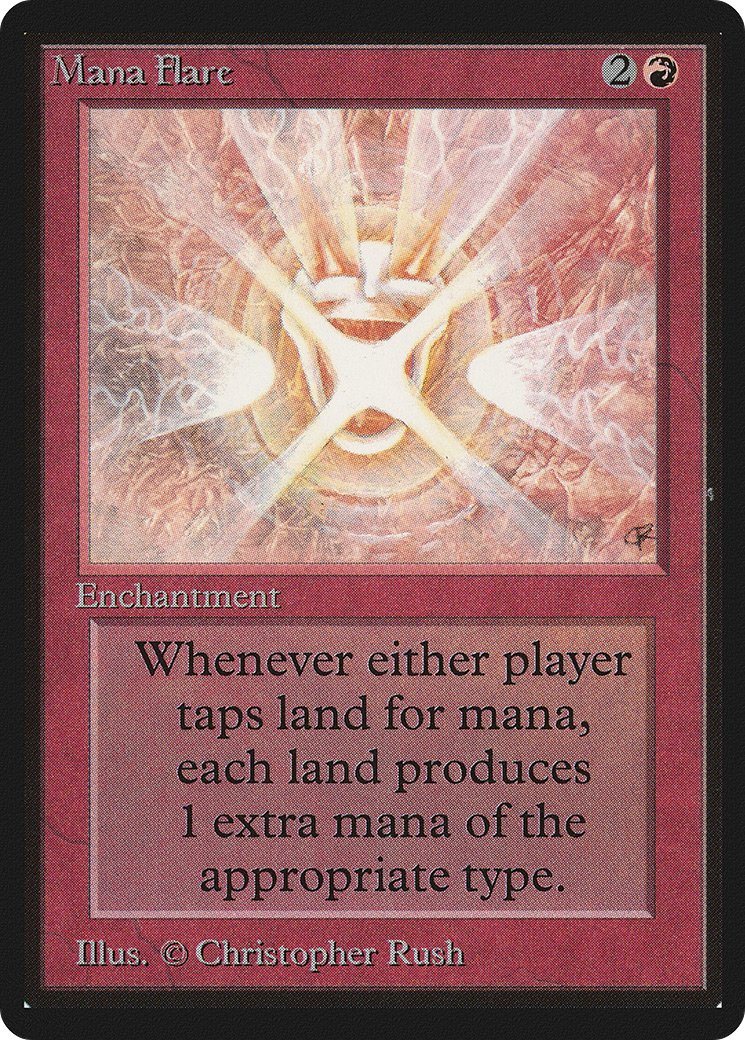 Mana Flare 2
Enchantment
Whenever either player
taps land for mana,
each land produces
1 extra mana of the
appropriate type.
Illus. © Christopher Rush